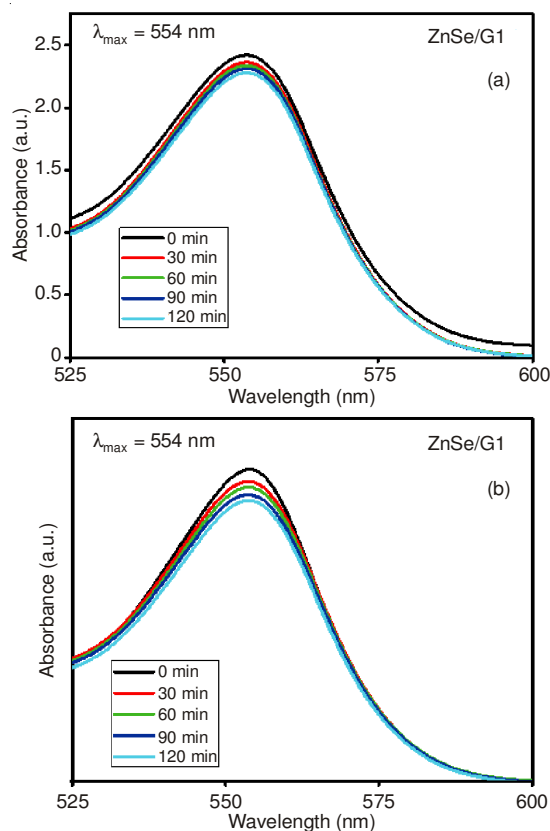 λmax = 554 nm ZnSe/G1
(a)
2.5
2.0
1.5
1.0
0.5
0
Absorbance (a.u.)
0 min
30 min
60 min
90 min
120 min
525 550 575 600
Wavelength (nm)
λmax = 554 nm ZnSe/G1
(b)
Absorbance (a.u.)
0 min
30 min
60 min
90 min
120 min
525 550 575 600
Wavelength (nm)